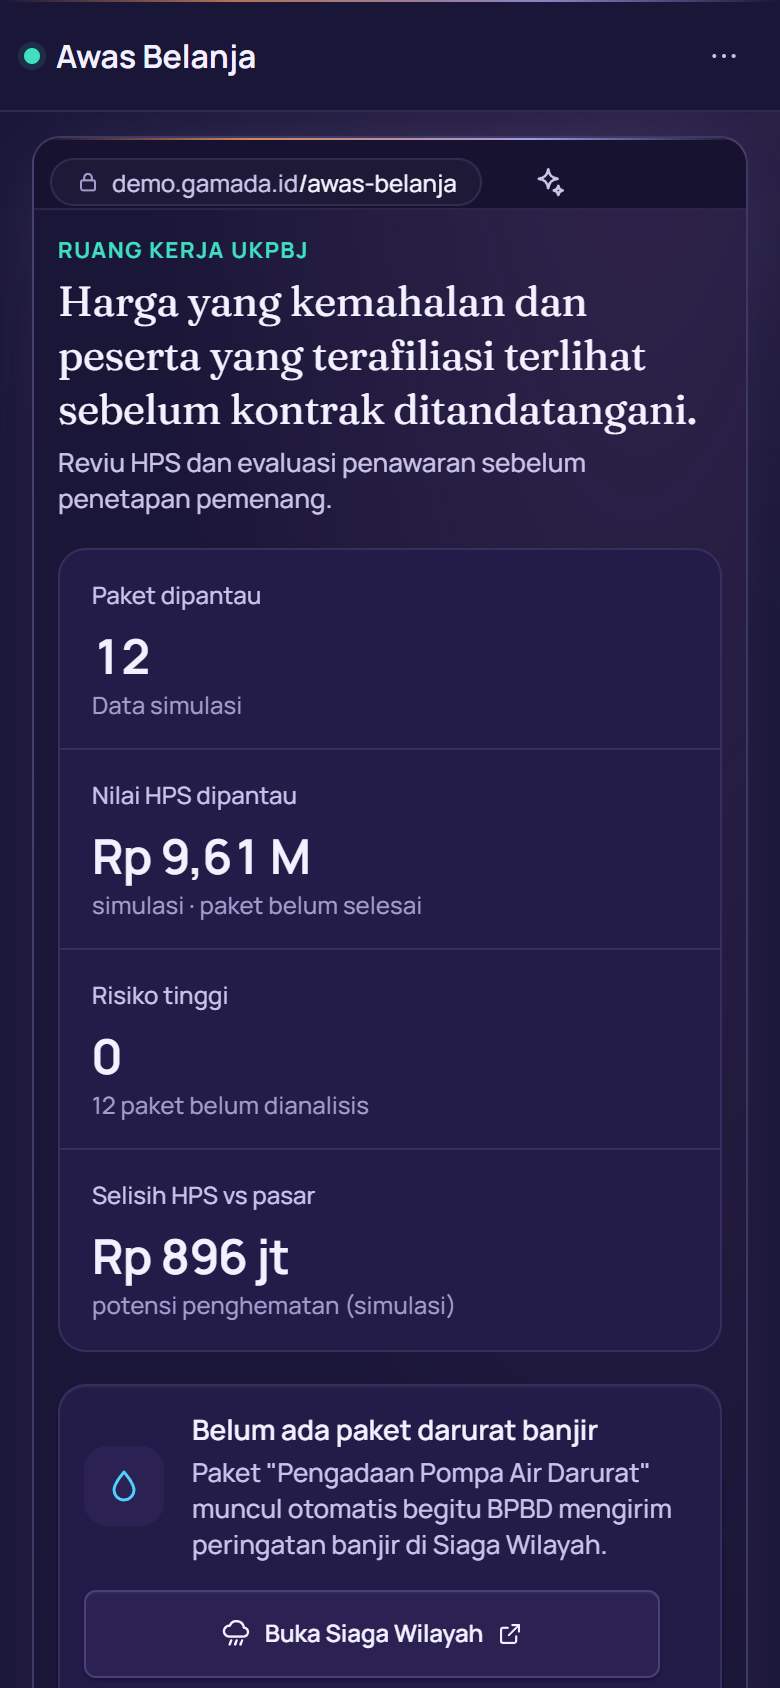 Awas Belanja
demo.gamada.id/awas-belanja
RUANG KERJA UKPBJ
Harga yang kemahalan dan
peserta yang terafiliasi terlihat
sebelum kontrak ditandatangani.
Reviu HPS dan evaluasi penawaran sebelum
penetapan pemenang.
Paket dipantau
12
Data simulasi
Nilai HPS dipantau
Rp 9,61 M
simulasi · paket belum selesai
Risiko tinggi
0
12 paket belum dianalisis
Selisih HPS vs pasar
Rp 896 jt
potensi penghematan (simulasi)
Belum ada paket darurat banjir
Paket "Pengadaan Pompa Air Darurat"
muncul otomatis begitu BPBD mengirim
peringatan banjir di Siaga Wilayah.
Buka Siaga Wilayah